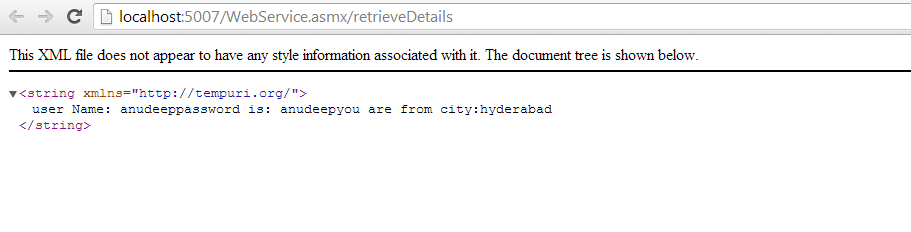 localhost:5007/WebService.asmx/retrieveDetails
This XML file does not appear to have any style information associated with it. The document tree is shown below.
▼<string xmlns="http://tempuri.org/">
user Name: anudeeppassword is: anudeepyou are from city:hyderabad
</string>